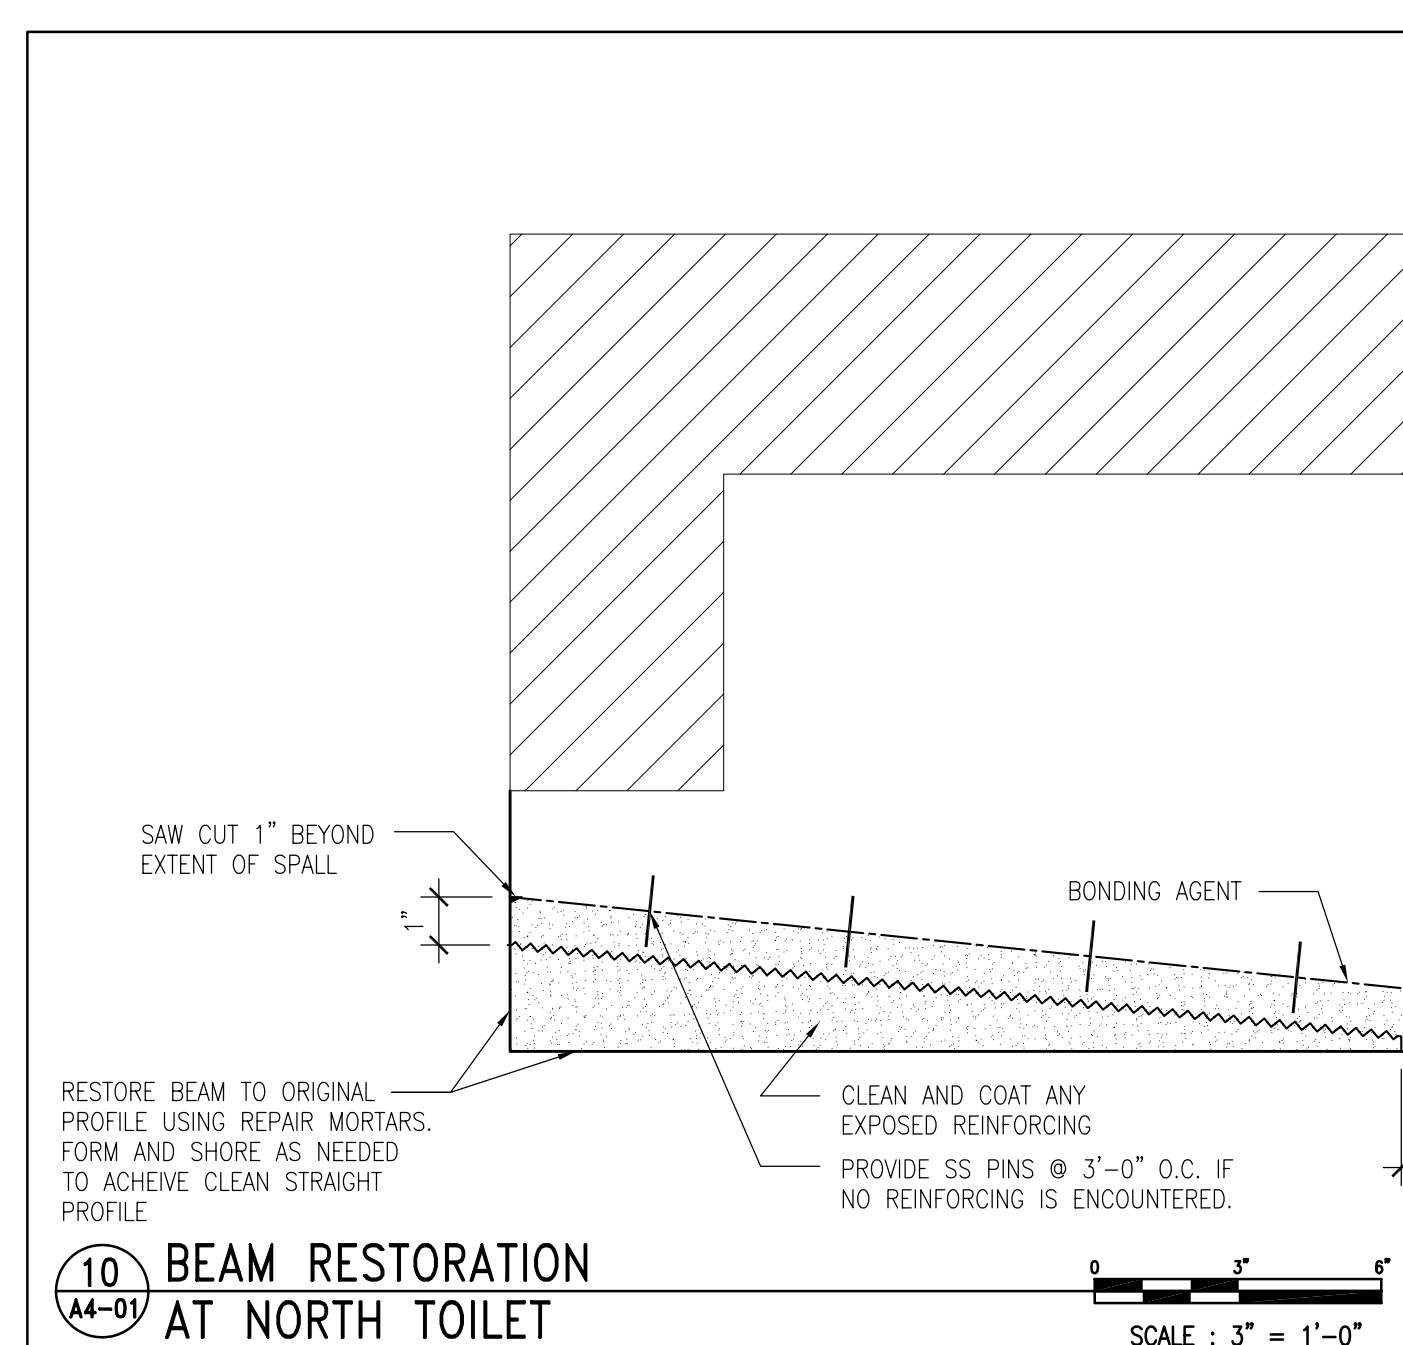 SAW CUT 1” BEYOND
EXTENT OF SPALL
1”
BONDING AGENT
RESTORE BEAM TO ORIGINAL
PROFILE USING REPAIR MORTARS.
FORM AND SHORE AS NEEDED
TO ACHEIVE CLEAN STRAIGHT
PROFILE
CLEAN AND COAT ANY
EXPOSED REINFORCING
PROVIDE SS PINS @ 3’-0” O.C. IF
NO REINFORCING IS ENCOUNTERED.
10
A4-01
BEAM RESTORATION
AT NORTH TOILET
0 3” 6”
SCALE : 3” = 1’-0”